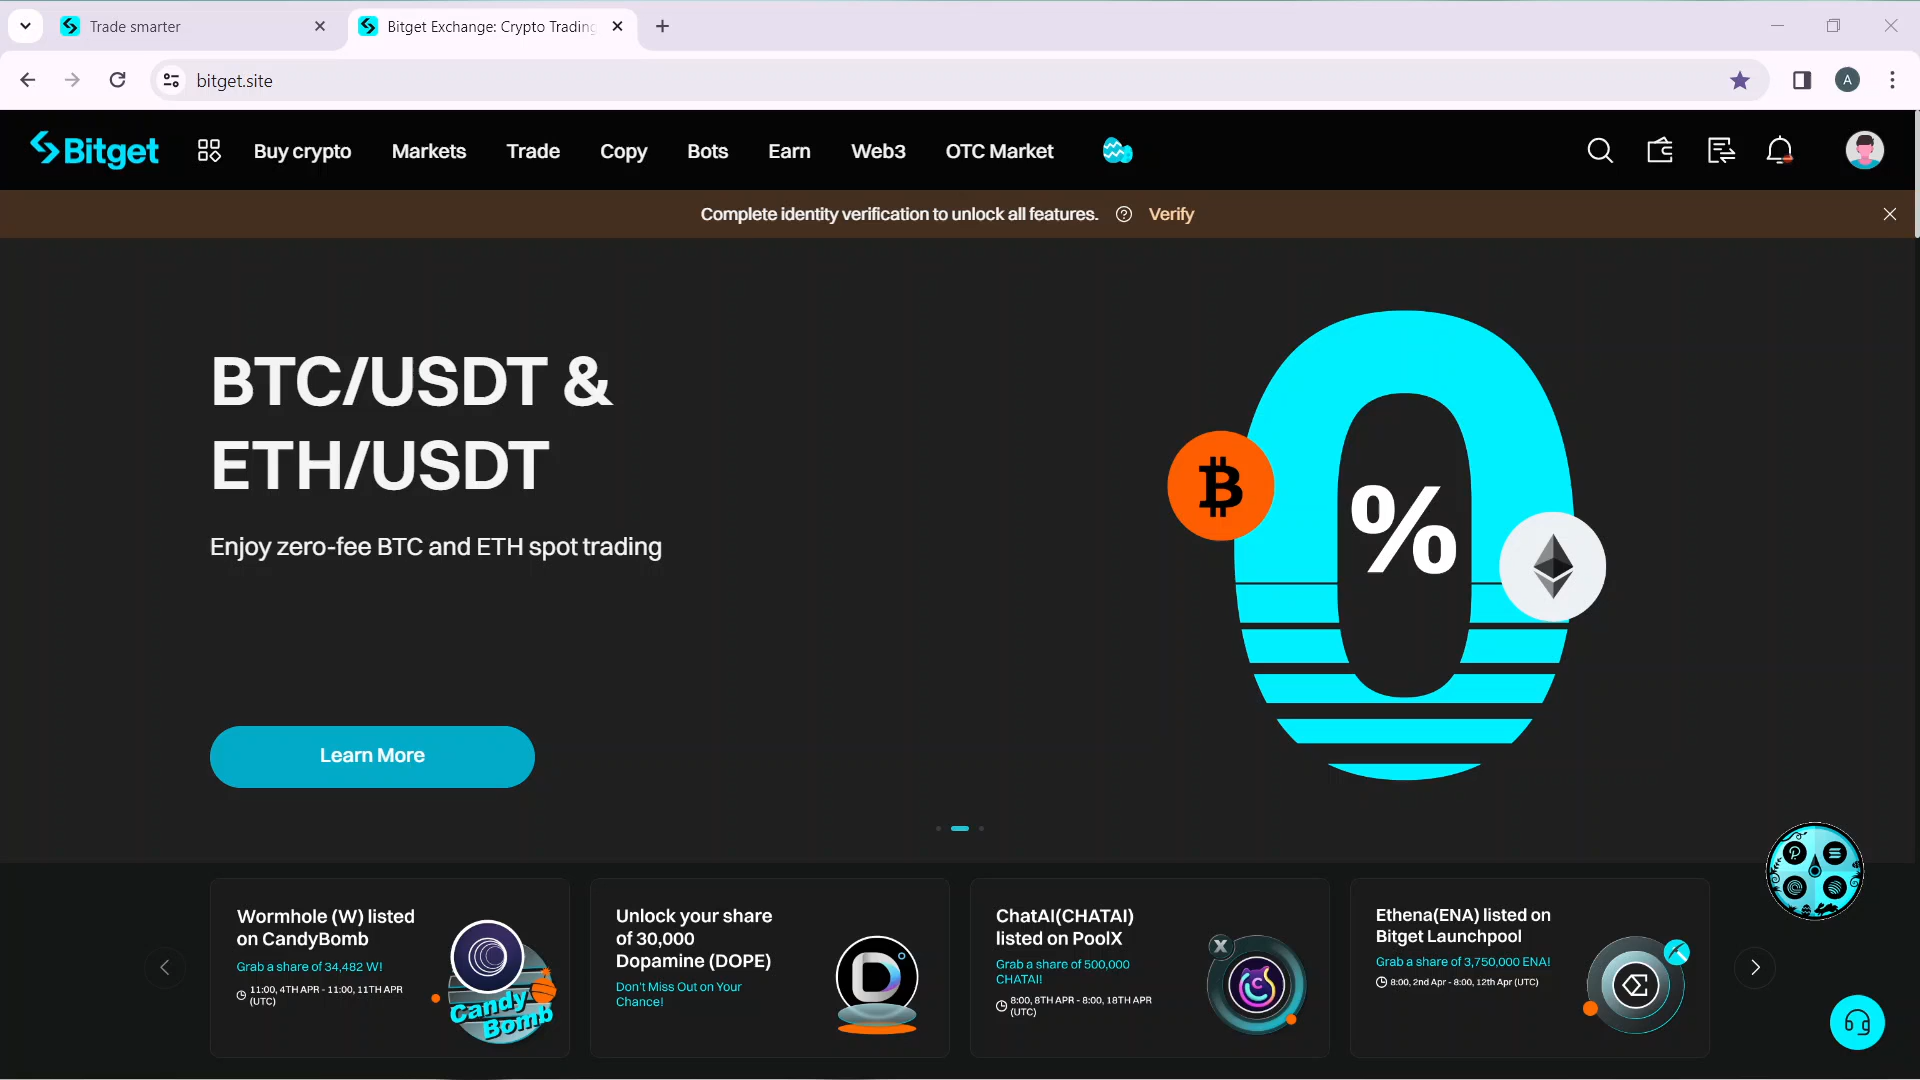 Trade smarter
Bitget Exchange: Crypto Trading
bitget.site
A
Bitget
Buy crypto
Markets
Trade
Copy
Bots
Earn
Web3
OTC Market
Complete identity verification to unlock all features.
Verify
BTC/USDT &
ETH/USDT
Enjoy zero-fee BTC and ETH spot trading
0
%
Learn More
Wormhole (W) listed
on CandyBomb
Grab a share of 34,482 W!
11:00, 4TH APR - 11:00, 11TH APR
(UTC)
Candy
Bomb
Unlock your share
of 30,000
Dopamine (DOPE)
Don't Miss Out on Your
Chance!
ChatAI(CHATAI)
listed on PoolX
Grab a share of 500,000
CHATAI!
8:00, 8TH APR - 8:00, 18TH APR
(UTC)
X
Ethena(ENA) listed on
Bitget Launchpool
Grab a share of 3,750,000 ENA!
8:00, 2nd Apr - 8:00, 12th Apr (UTC)